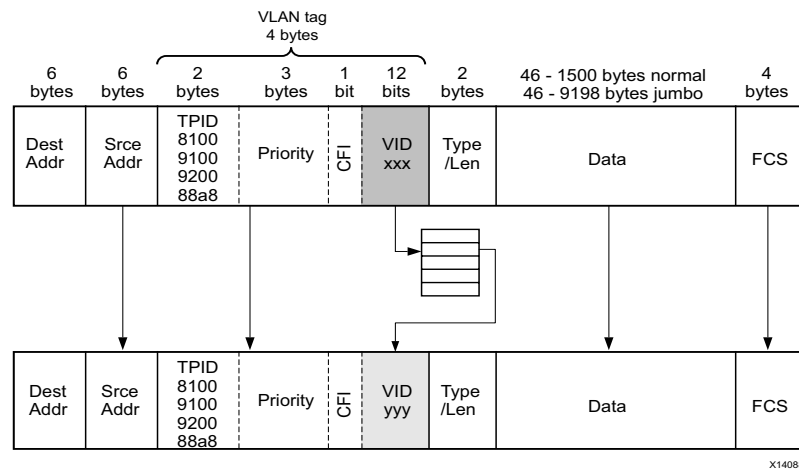 VLAN tag
4 bytes
6
bytes
6
bytes
2
bytes
3
bytes
1
bit
12
bits
2
bytes
46 - 1500 bytes normal
46 - 9198 bytes jumbo
4
bytes
Dest
Addr
Srce
Addr
TPID
8100
9100
9200
88a8
Priority
CFI
VID
xxx
Type
/Len
Data
FCS
Dest
Addr
Srce
Addr
TPID
8100
9100
9200
88a8
Priority
CFI
VID
yyy
Type
/Len
Data
FCS